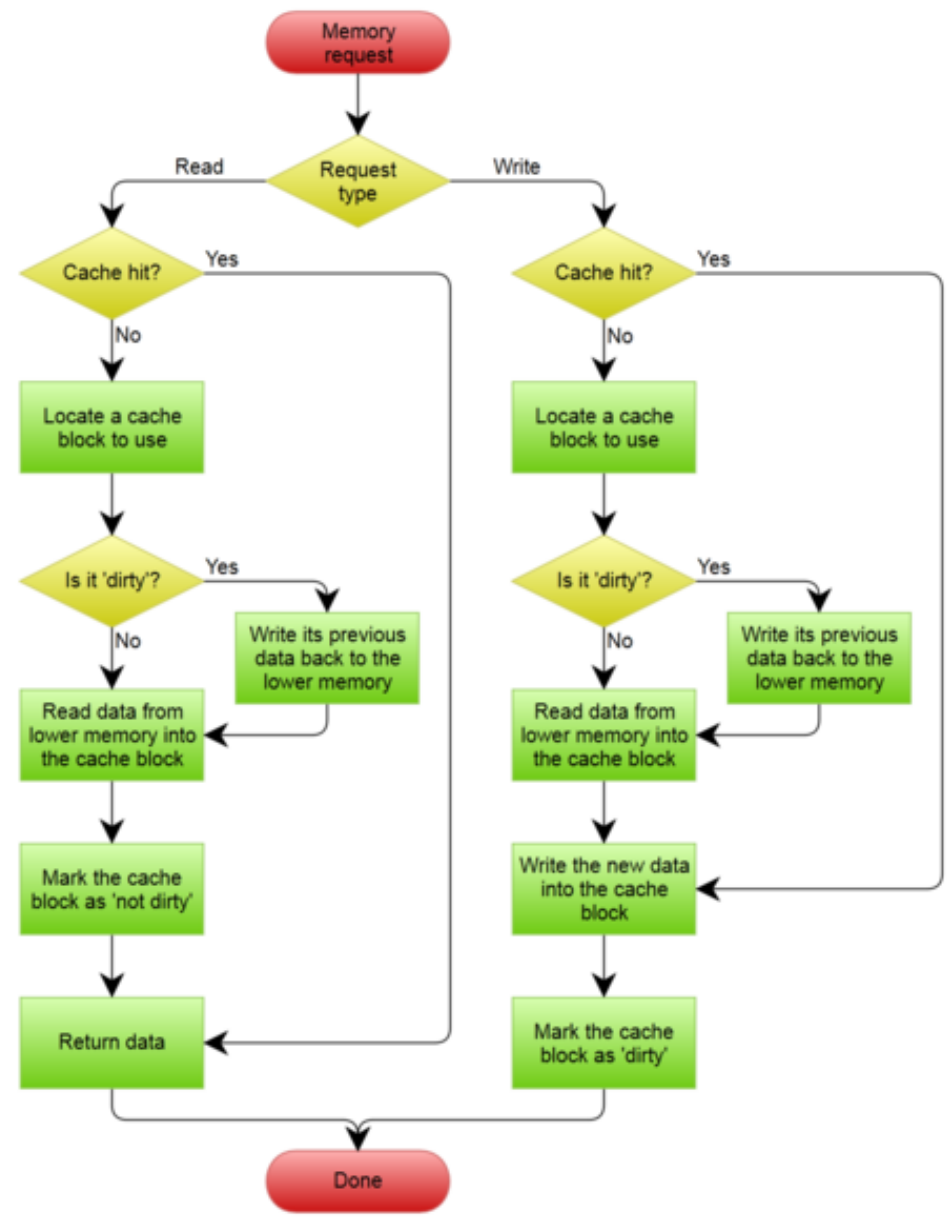 Memory
request
Read
Request
type
Write
Cache hit?
Yes
No
Locate a cache
block to use
Is it 'dirty'?
Yes
No
Write its previous
data back to the
lower memory
Read data from
lower memory into
the cache block
Mark the cache
block as 'not dirty'
Return data
Cache hit?
Yes
No
Locate a cache
block to use
Is it 'dirty'?
Yes
No
Write its previous
data back to the
lower memory
Read data from
lower memory into
the cache block
Write the new data
into the cache
block
Mark the cache
block as 'dirty'
Done